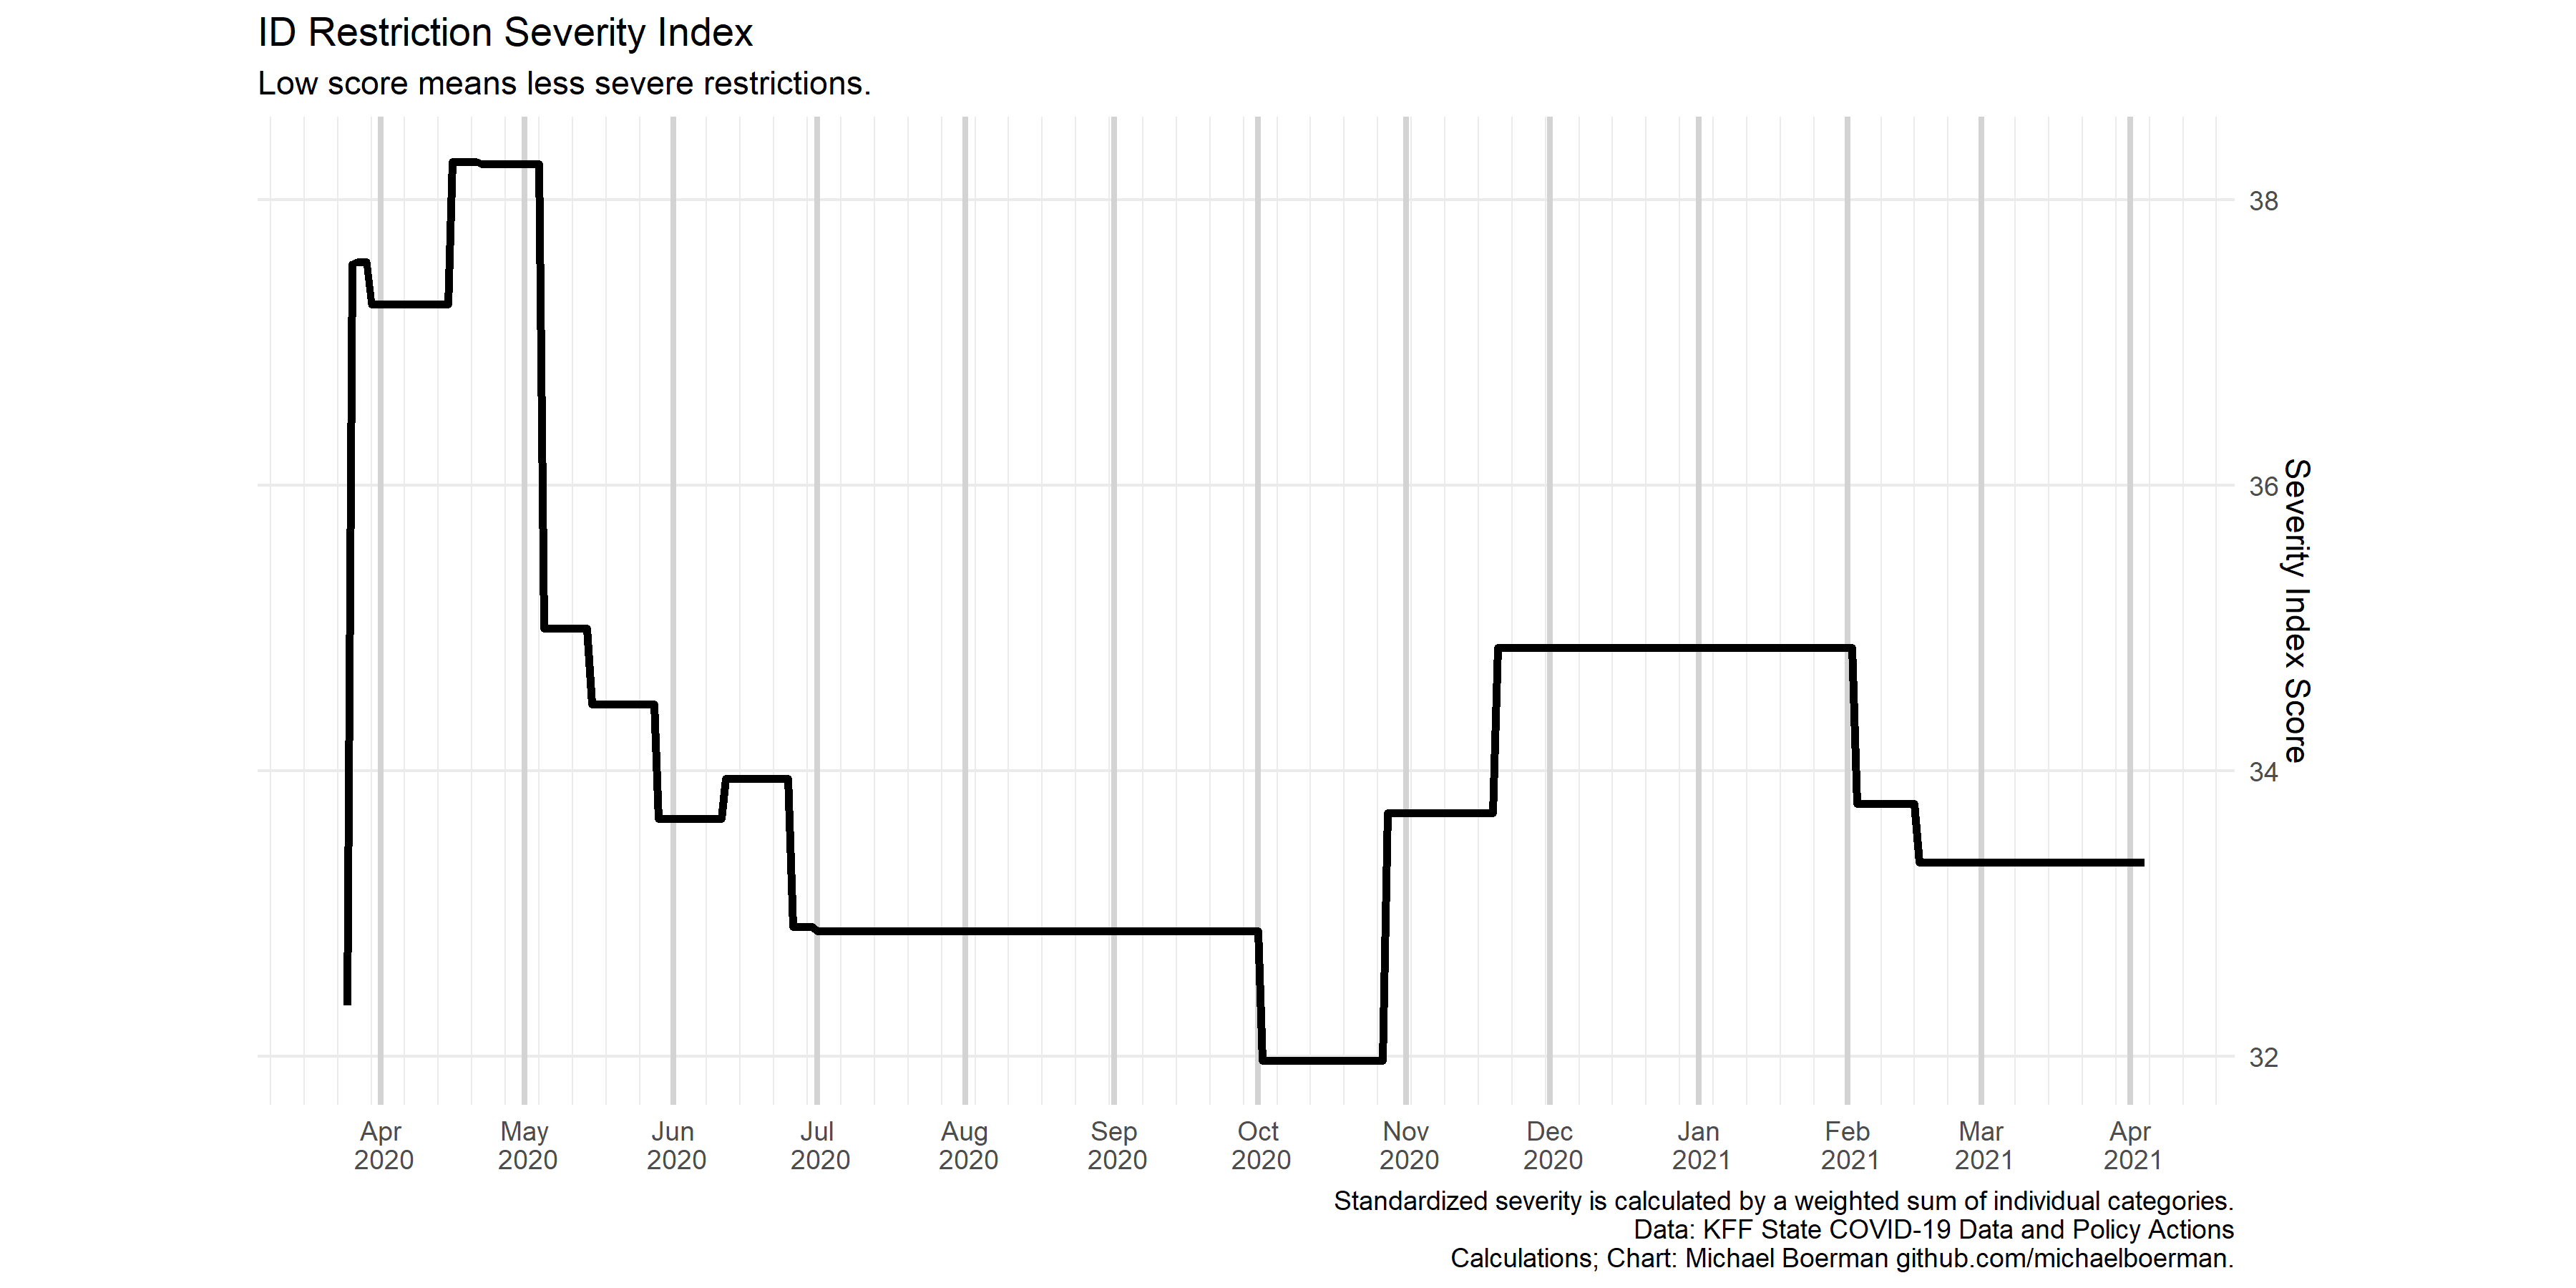 ID Restriction Severity Index
Low score means less severe restrictions.
38
36
34
32
Severity Index Score
Apr 2020
May 2020
Jun 2020
Jul 2020
Aug 2020
Sep 2020
Oct 2020
Nov 2020
Dec 2020
Jan 2021
Feb 2021
Mar 2021
Apr 2021
Standardized severity is calculated by a weighted sum of individual categories.
Data: KFF State COVID-19 Data and Policy Actions
Calculations; Chart: Michael Boerman github.com/michaelboerman.